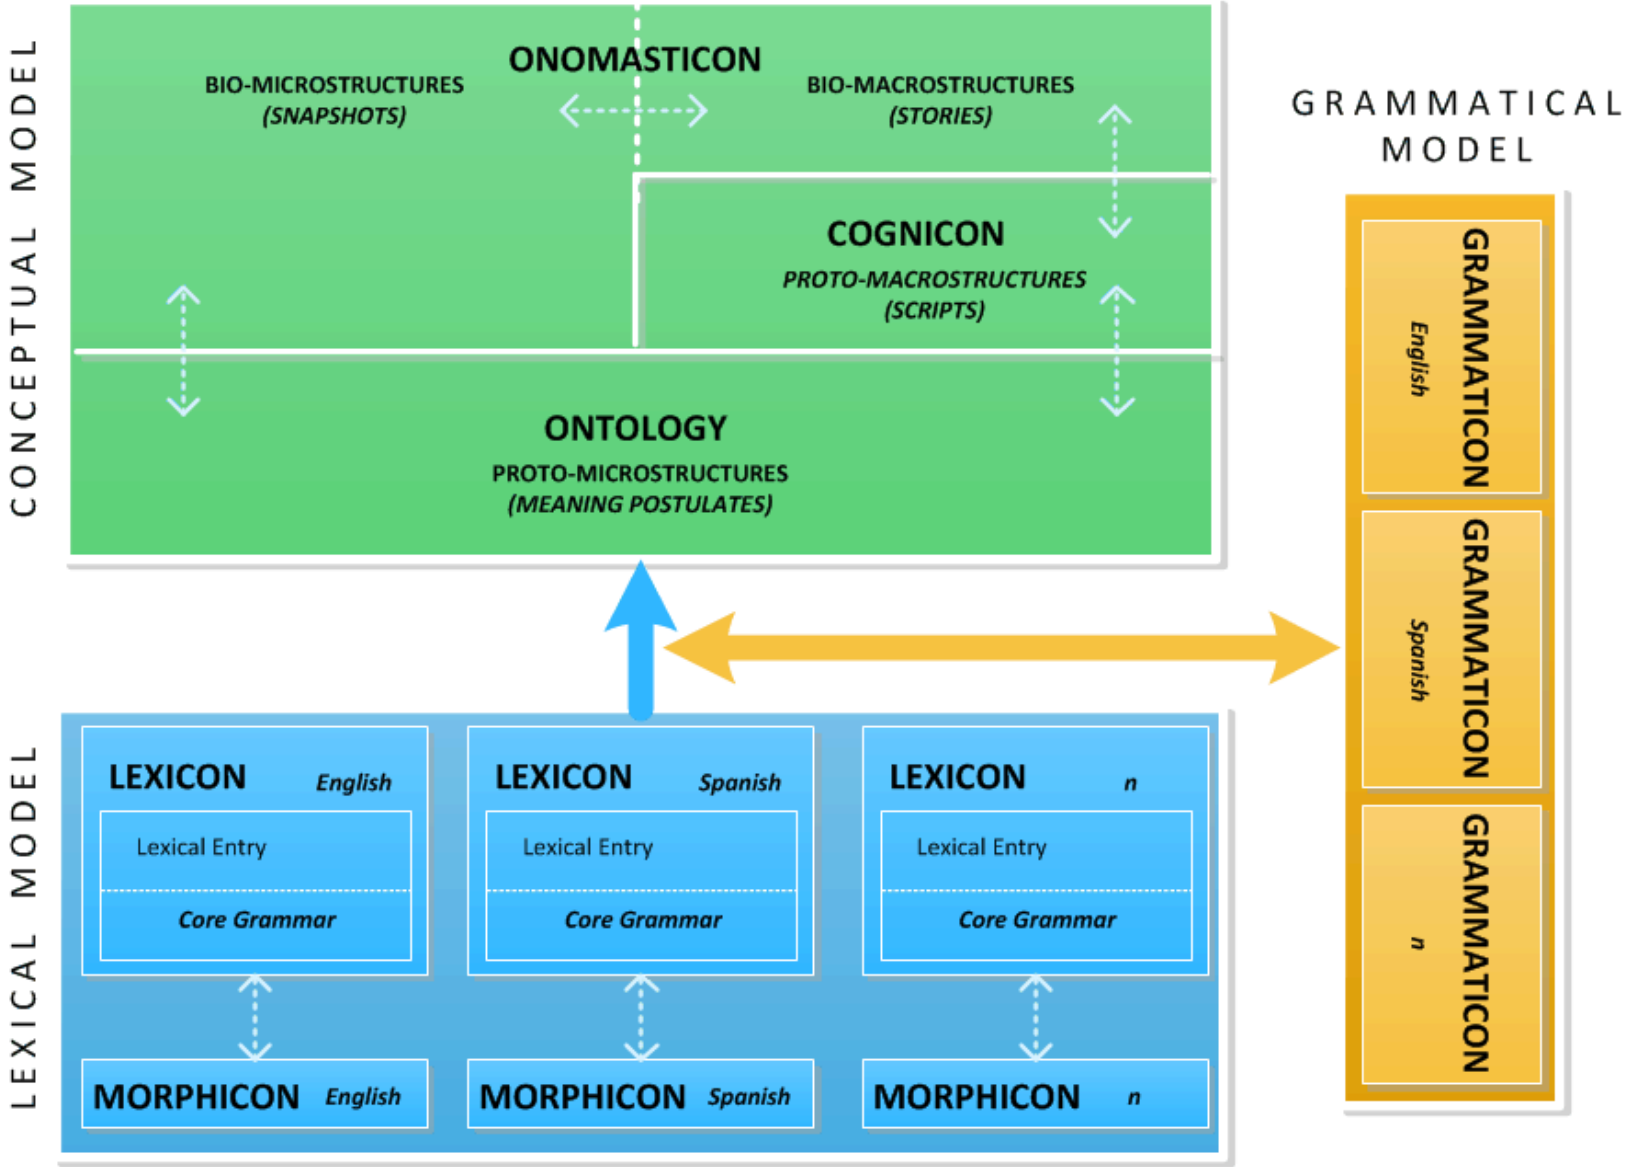 CONCEPTUAL MODEL
ONOMASTICON
BIO-MICROSTRUCTURES
(SNAPSHOTS)
BIO-MACROSTRUCTURES
(STORIES)
COGNICON
PROTO-MACROSTRUCTURES
(SCRIPTS)
ONTOLOGY
PROTO-MICROSTRUCTURES
(MEANING POSTULATES)
GRAMMATICAL
MODEL
GRAMMATICON
English
GRAMMATICON
Spanish
GRAMMATICON
n
LEXICAL MODEL
LEXICON English
Lexical Entry
Core Grammar
MORPHICON English
LEXICON Spanish
Lexical Entry
Core Grammar
MORPHICON Spanish
LEXICON n
Lexical Entry
Core Grammar
MORPHICON n